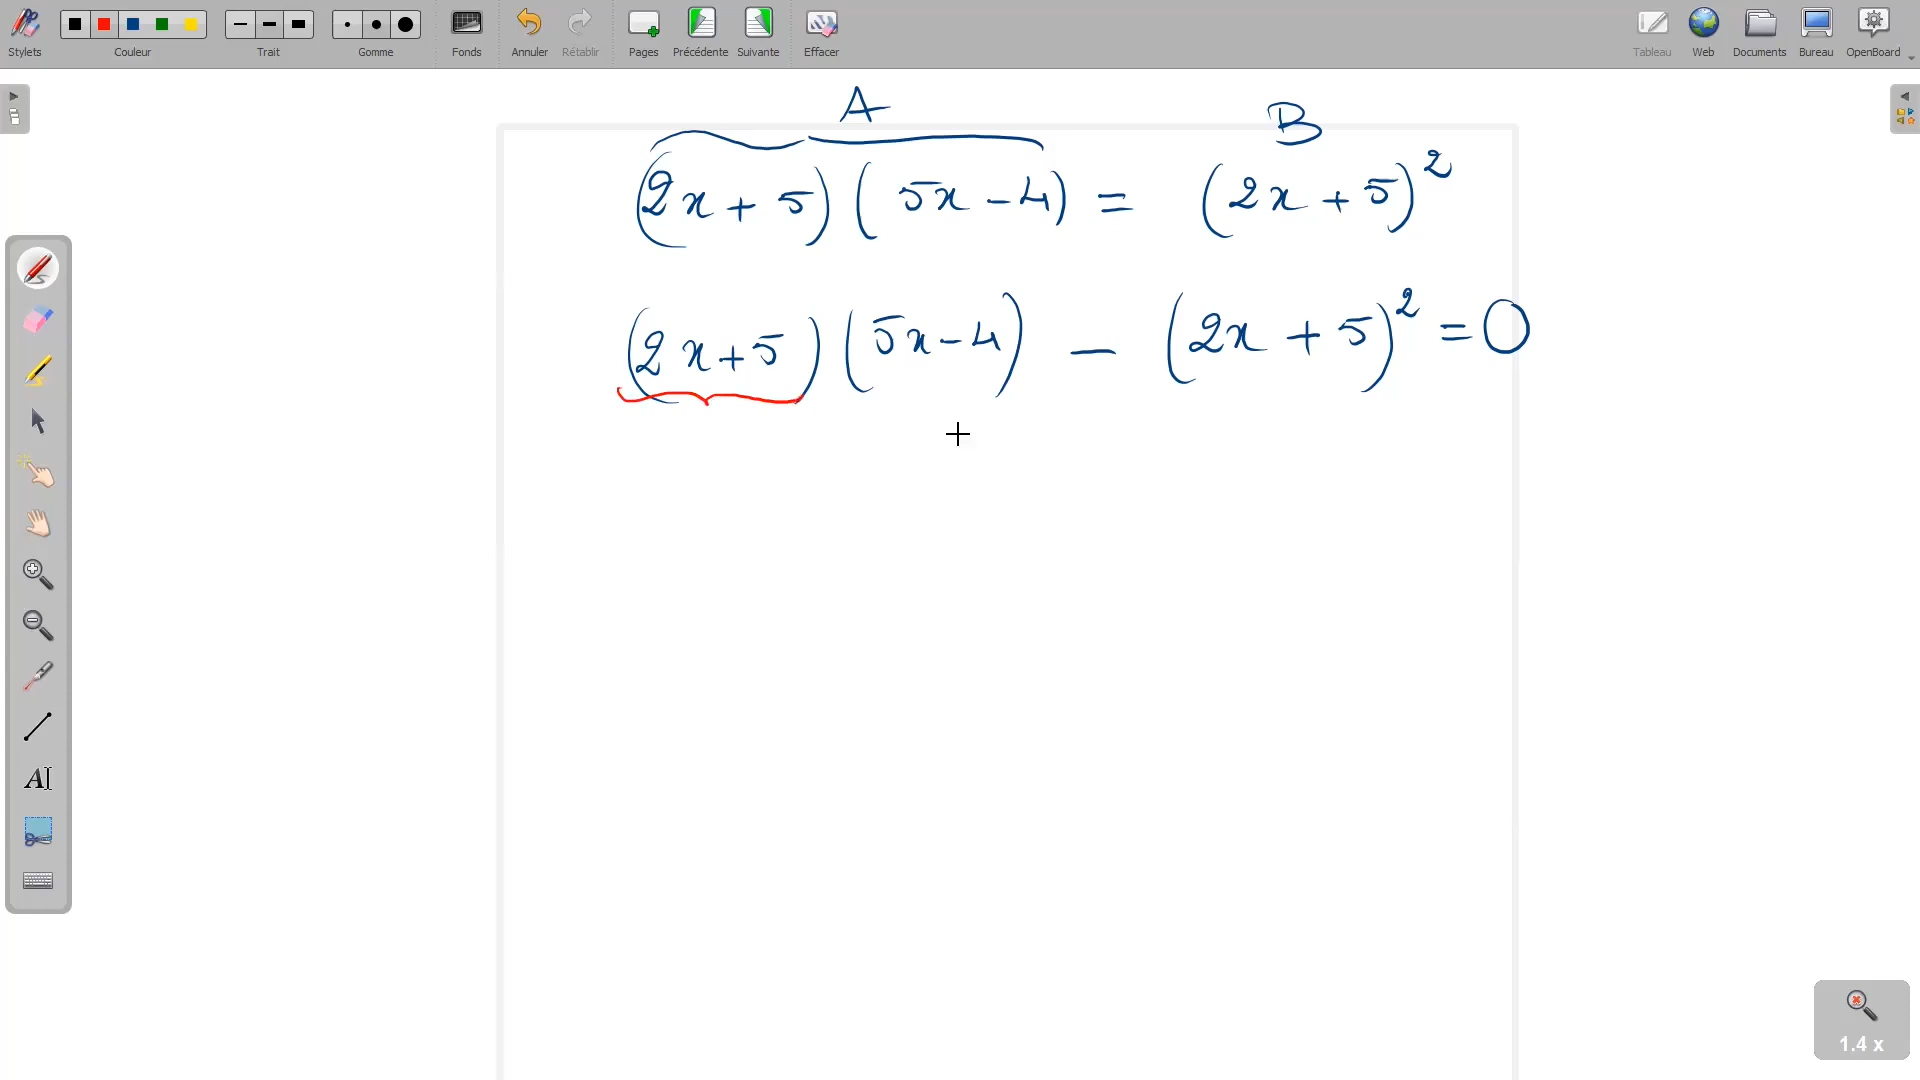 Stylets Couleur Trait Gomme Fonds Annuler Rétablir Pages Précédente Suivante Effacer Tableau Web Documents Bureau OpenBoard
A B
(2x+5)(5x-4) = (2x+5)²
(2x+5)(5x-4) - (2x+5)² = 0
1.4 x